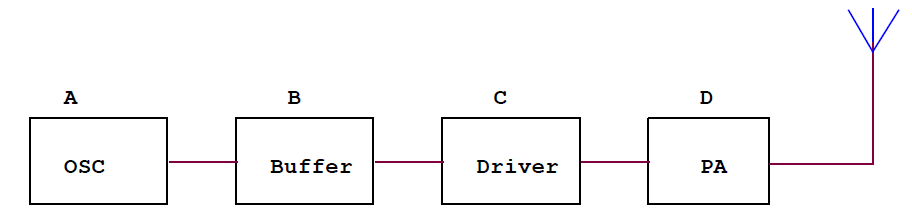 A B C D
OSC Buffer Driver PA